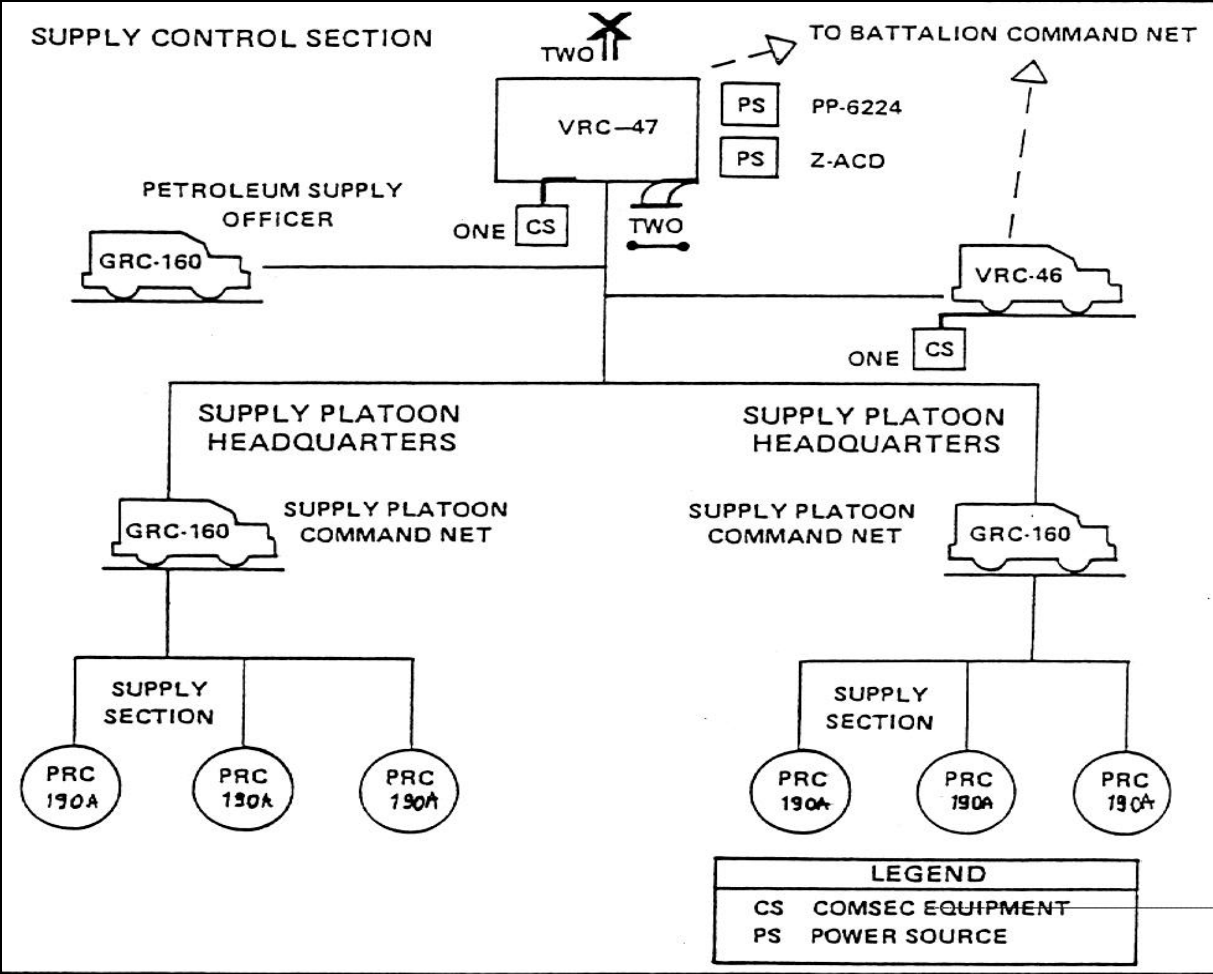 SUPPLY CONTROL SECTION
TWO
TO BATTALION COMMAND NET
VRC-47
PS PP-6224
PS Z-ACD
PETROLEUM SUPPLY
OFFICER
ONE CS
TWO
GRC-160
VRC-46
ONE CS
SUPPLY PLATOON
HEADQUARTERS
SUPPLY PLATOON
HEADQUARTERS
GRC-160
SUPPLY PLATOON
COMMAND NET
SUPPLY PLATOON
COMMAND NET
GRC-160
SUPPLY
SECTION
SUPPLY
SECTION
PRC
190A
PRC
190A
PRC
190A
PRC
190A
PRC
190A
PRC
190A
LEGEND
CS COMSEC EQUIPMENT
PS POWER SOURCE